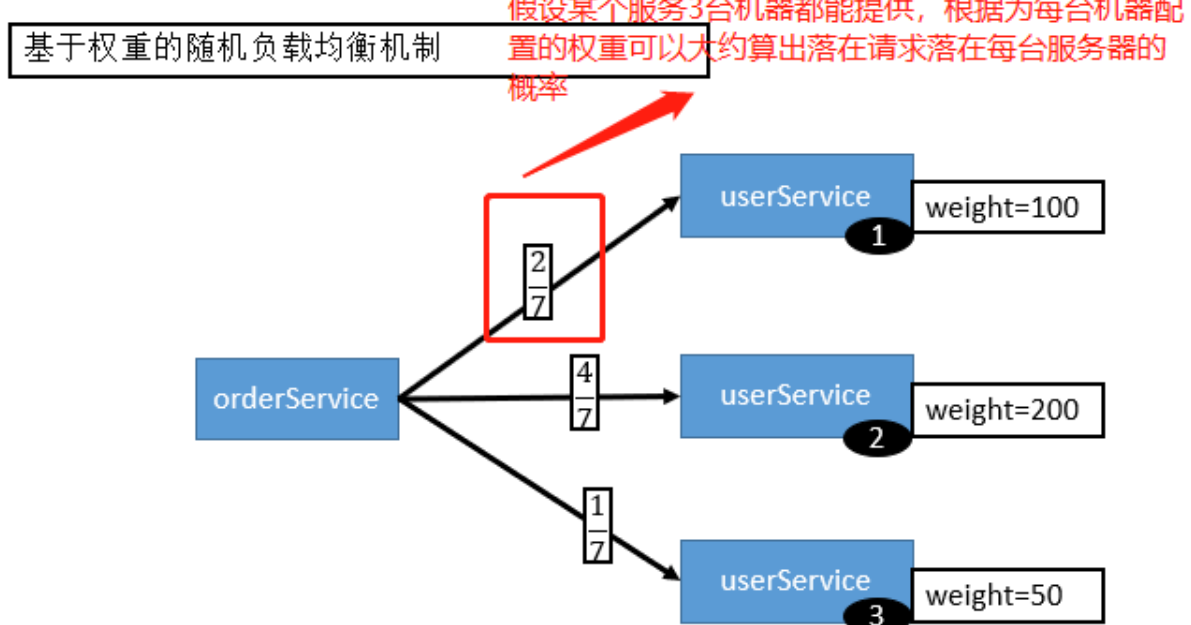 假设某个服务3台机器都能提供，根据为每台机器配
基于权重的随机负载均衡机制
置的权重可以大约算出落在请求落在每台服务器的
概率
userService
weight=100
1
2
7
orderService
4
7
userService
weight=200
2
1
7
userService
weight=50
3